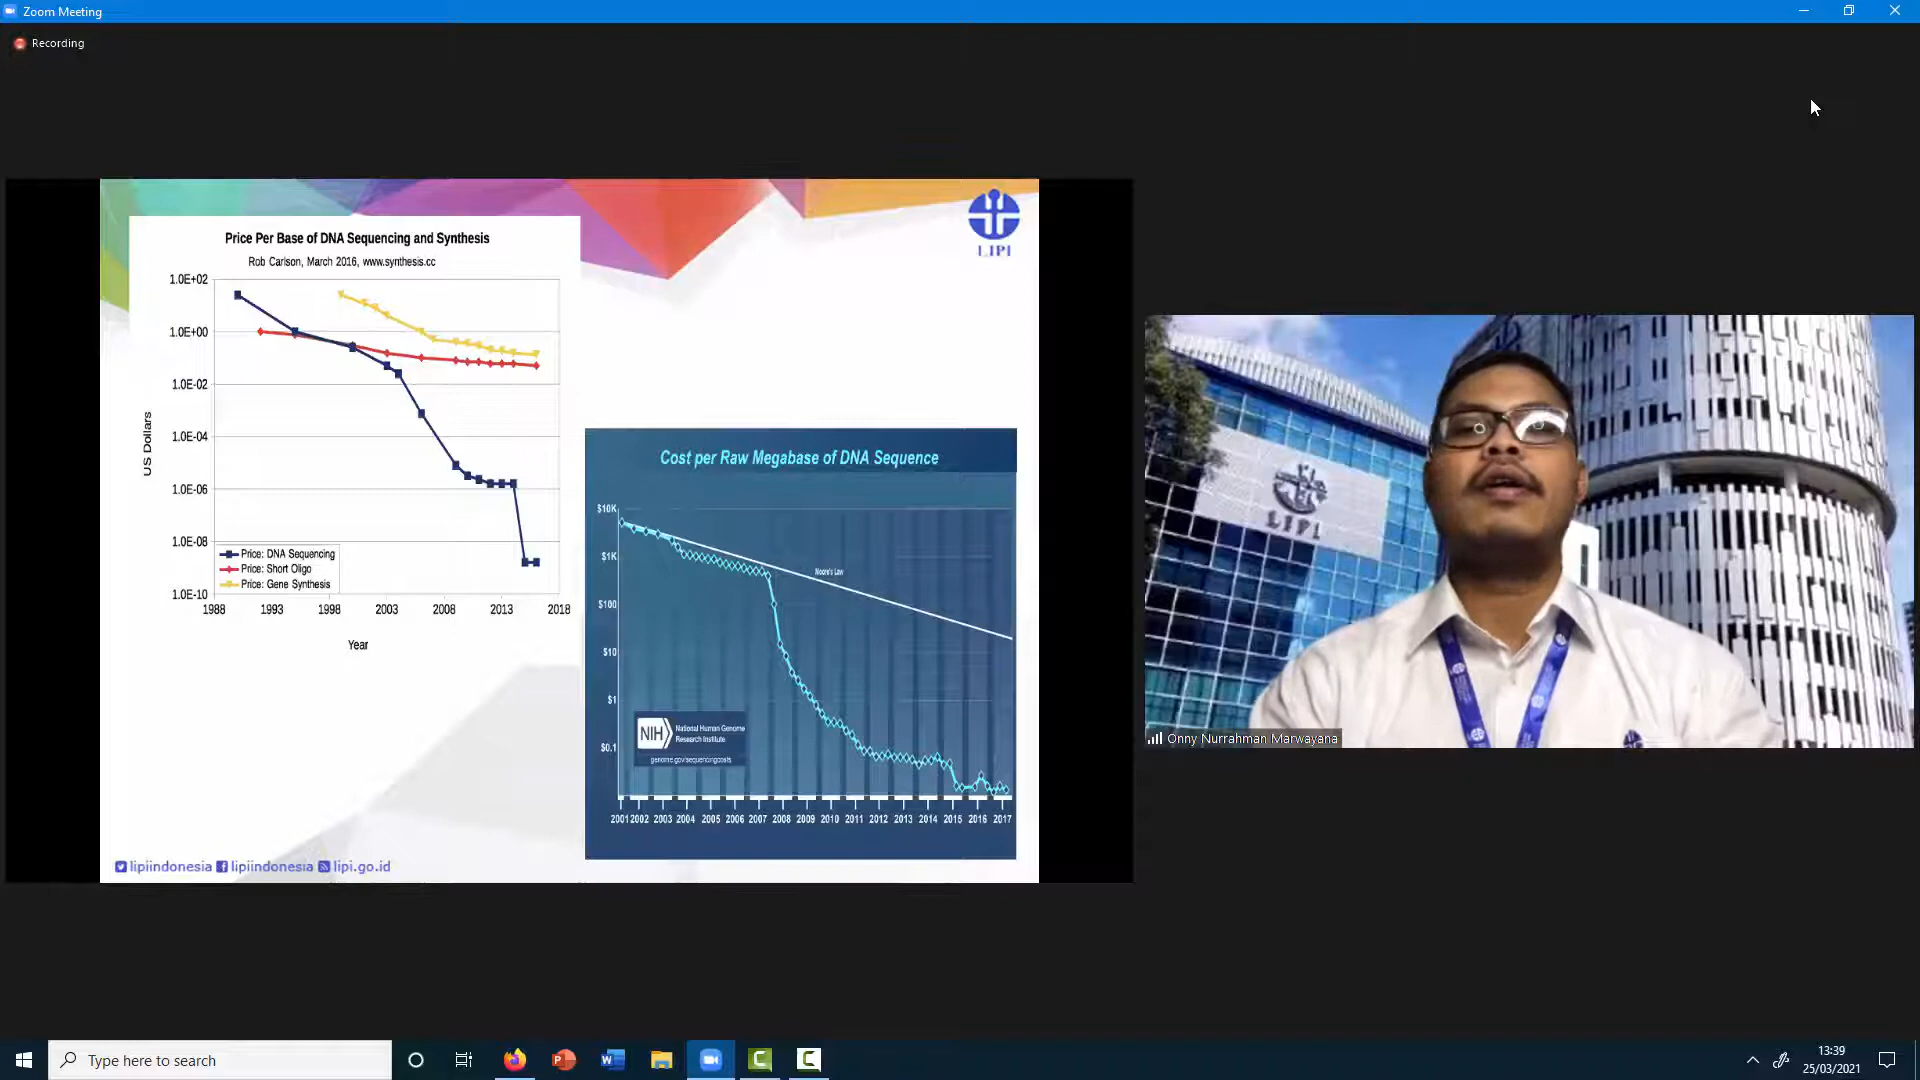 Zoom Meeting
Recording
LIPI
Price Per Base of DNA Sequencing and Synthesis
Rob Carlson, March 2016, www.synthesis.cc
1.0E+02
1.0E+00
1.0E-02
1.0E-04
1.0E-06
1.0E-08
1.0E-10
US Dollars
Price: DNA Sequencing
Price: Short Oligo
Price: Gene Synthesis
1988 1993 1998 2003 2008 2013 2018
Year
Cost per Raw Megabase of DNA Sequence
$10K
$1K
$100
$10
$1
$0.1
Moore's Law
NIH
National Human Genome
Research Institute
genome.gov/sequencingcosts
2001 2002 2003 2004 2005 2006 2007 2008 2009 2010 2011 2012 2013 2014 2015 2016 2017
lipiindonesia lipiindonesia lipi.go.id
LIPI
Onny Nurrahman Marwayana
Type here to search
13:39
25/03/2021